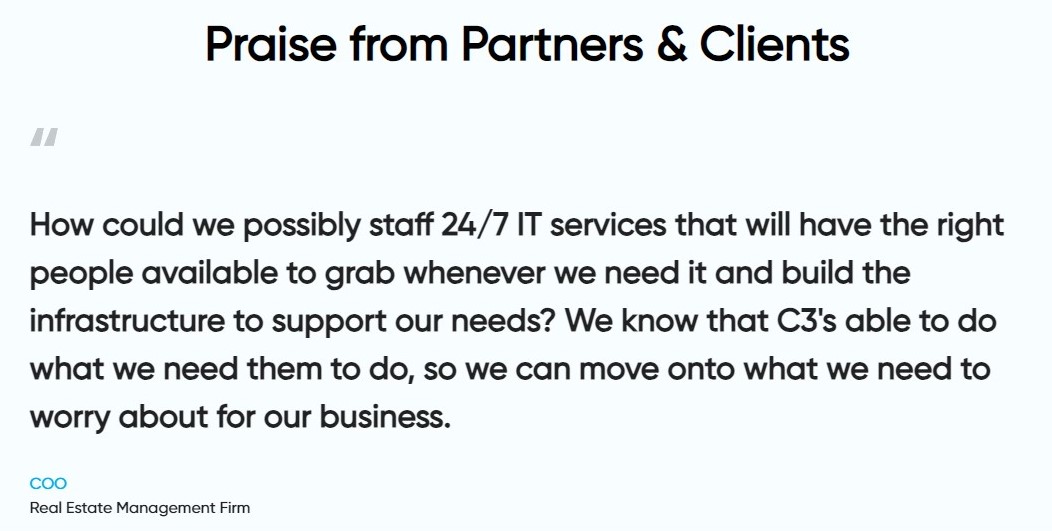 Praise from Partners & Clients
“
How could we possibly staff 24/7 IT services that will have the right
people available to grab whenever we need it and build the
infrastructure to support our needs? We know that C3's able to do
what we need them to do, so we can move onto what we need to
worry about for our business.
COO
Real Estate Management Firm